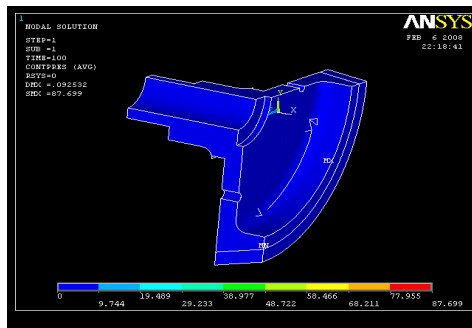 1
NODAL SOLUTION
STEP=1
SUB =1
TIME=100
CONTPRES (AVG)
RSYS=0
DMX =.092532
SMX =87.699
ANSYS
FEB 6 2008
22:18:41
Y
X
MX
MN
0 19.489 38.977 58.466 77.955
9.744 29.233 48.722 68.211 87.699